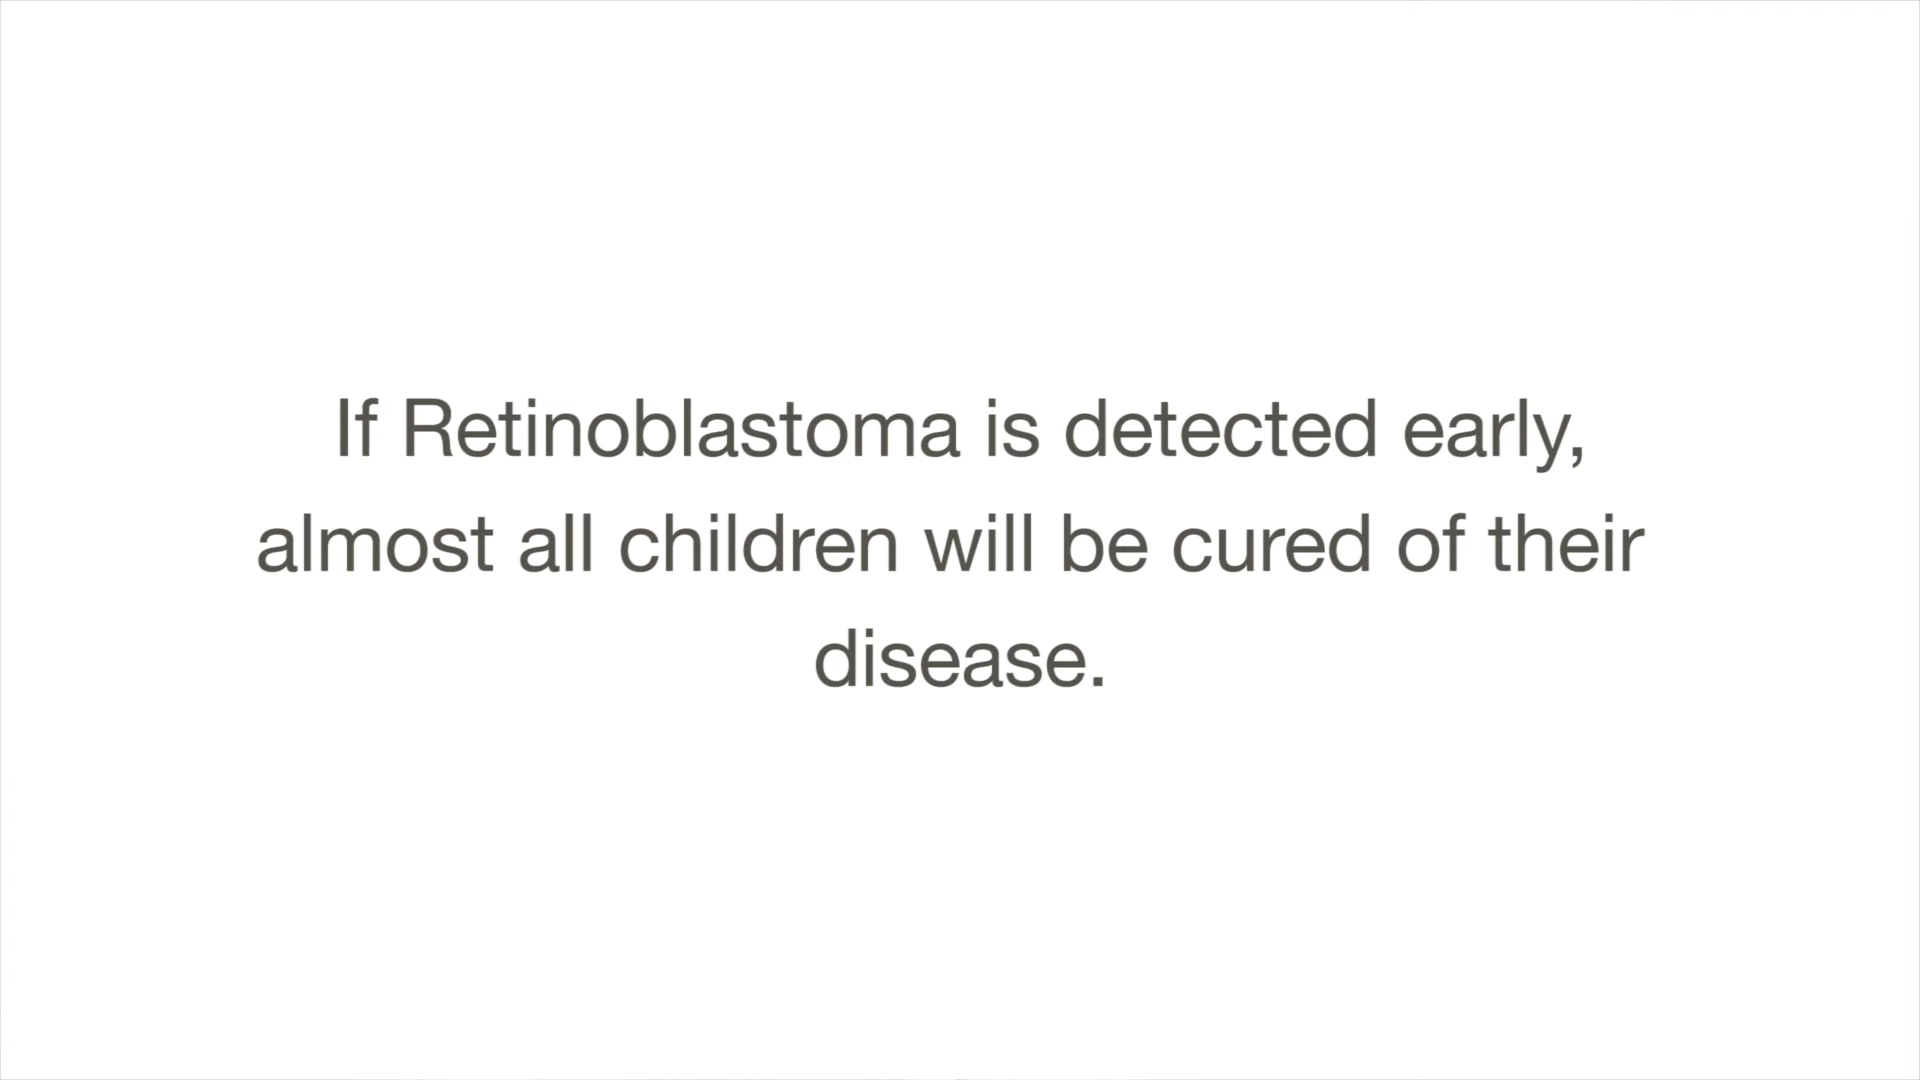 If Retinoblastoma is detected early,
almost all children will be cured of their
disease.